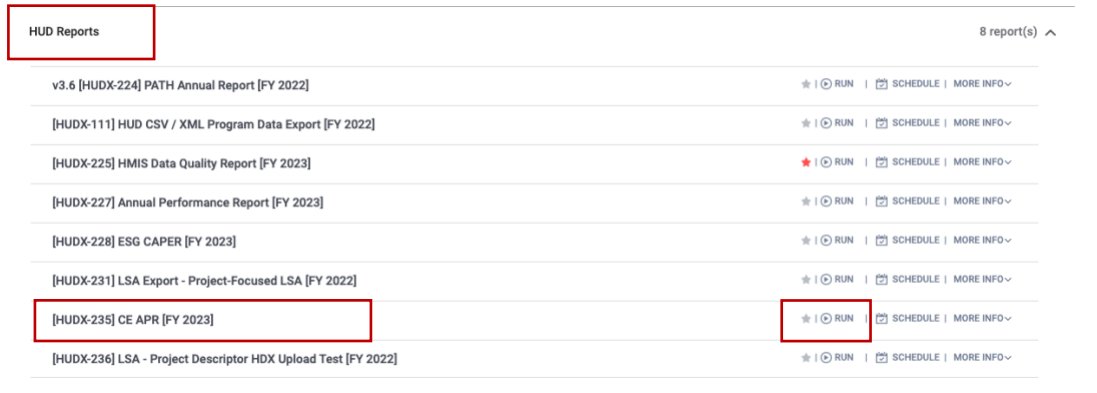 HUD Reports 8 report(s)
v3.6 [HUDX-224] PATH Annual Report [FY 2022] | RUN | SCHEDULE | MORE INFO
[HUDX-111] HUD CSV / XML Program Data Export [FY 2022] | RUN | SCHEDULE | MORE INFO
[HUDX-225] HMIS Data Quality Report [FY 2023] | RUN | SCHEDULE | MORE INFO
[HUDX-227] Annual Performance Report [FY 2023] | RUN | SCHEDULE | MORE INFO
[HUDX-228] ESG CAPER [FY 2023] | RUN | SCHEDULE | MORE INFO
[HUDX-231] LSA Export - Project-Focused LSA [FY 2022] | RUN | SCHEDULE | MORE INFO
[HUDX-235] CE APR [FY 2023] | RUN | SCHEDULE | MORE INFO
[HUDX-236] LSA - Project Descriptor HDX Upload Test [FY 2022] | RUN | SCHEDULE | MORE INFO